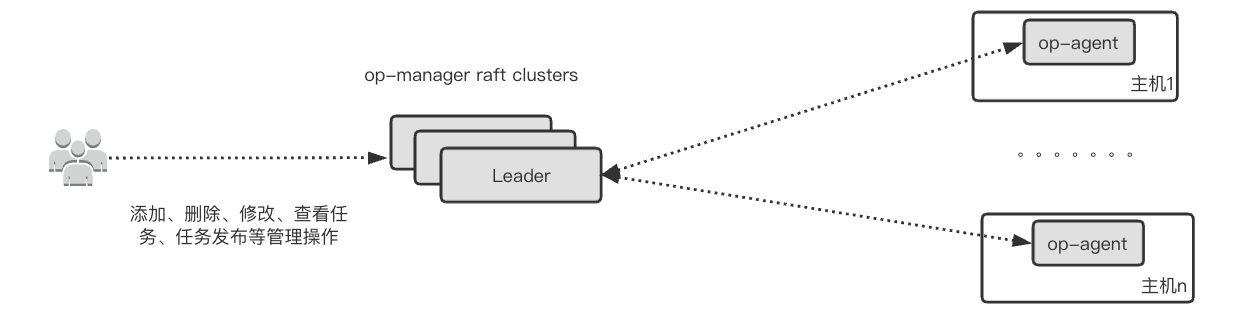 op-manager raft clusters
Leader
添加、删除、修改、查看任
务、任务发布等管理操作
op-agent
主机1
op-agent
主机n